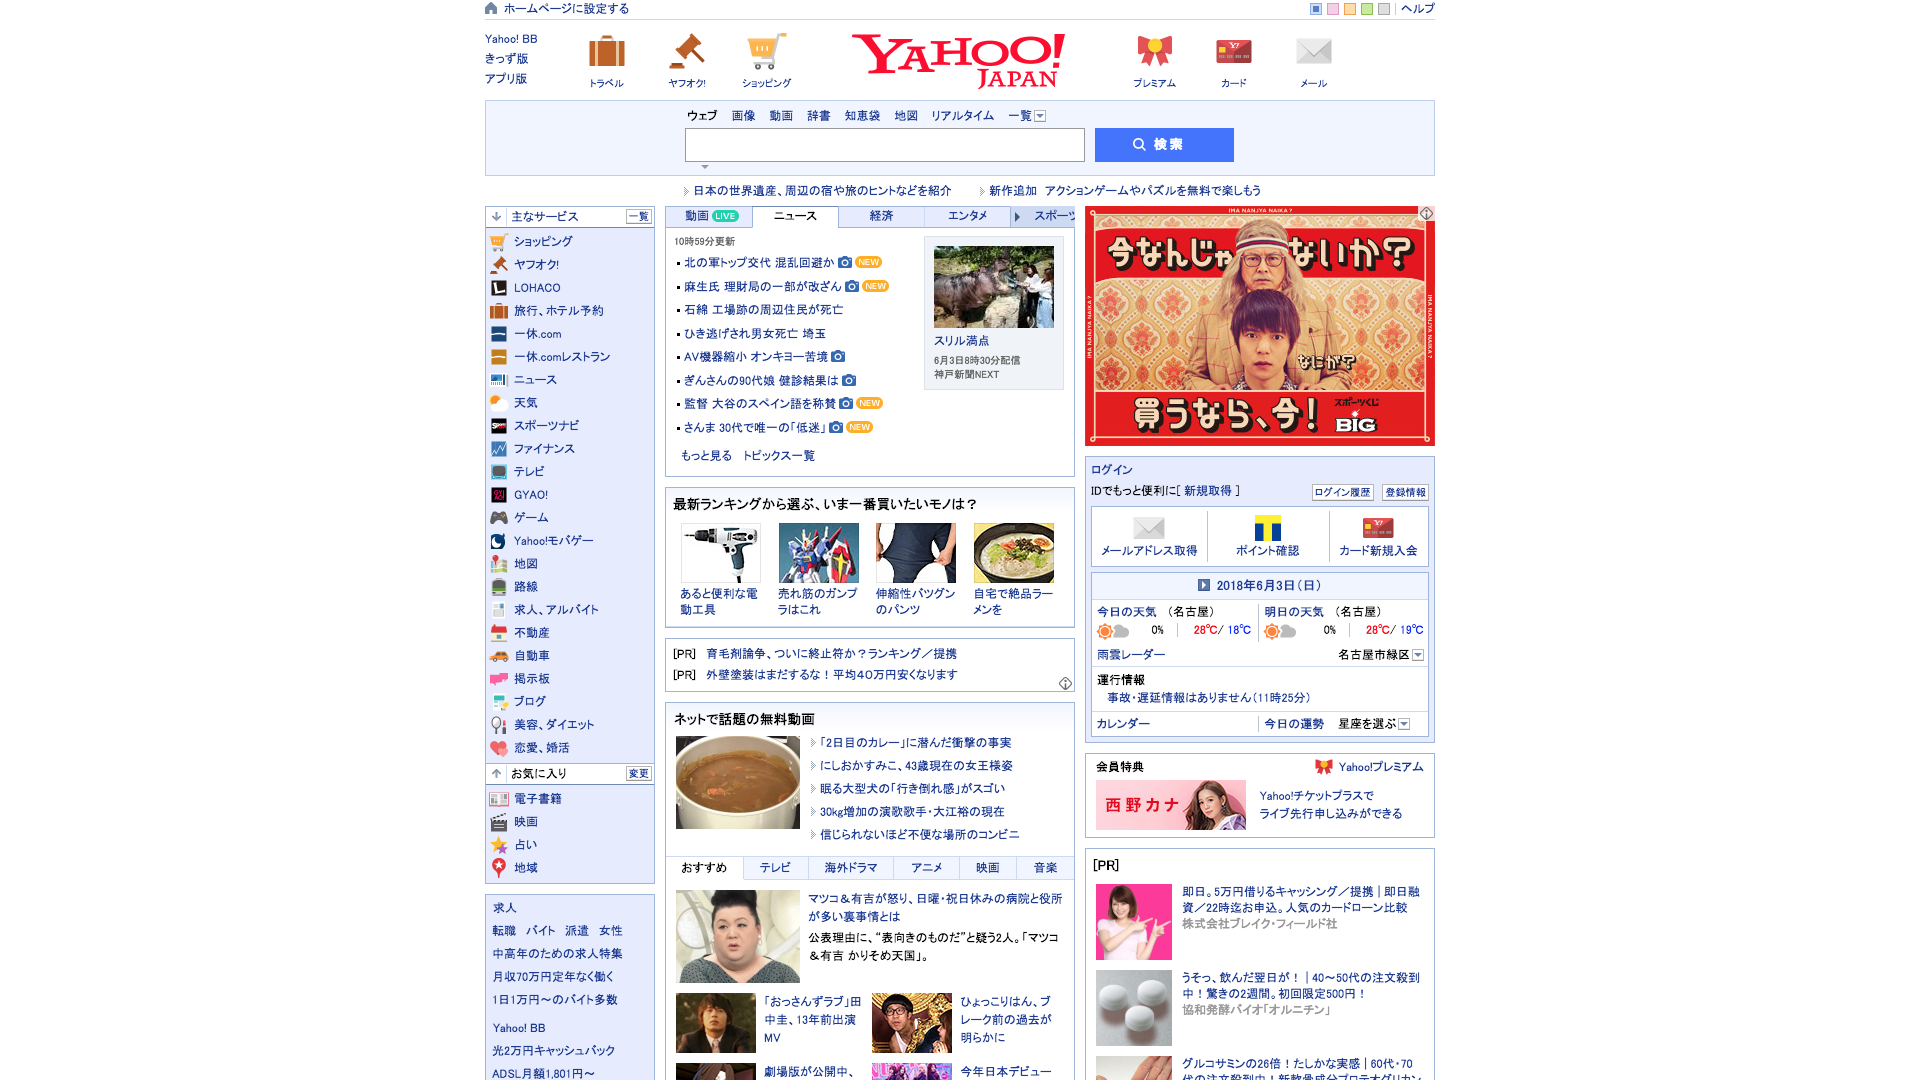 ホームページに設定する
ヘルプ
Yahoo! BB
きっず版
アプリ版
トラベル
ヤフオク!
ショッピング
YAHOO!
JAPAN
プレミアム
カード
メール
ウェブ 画像 動画 辞書 知恵袋 地図 リアルタイム 一覧
検索
日本の世界遺産、周辺の宿や旅のヒントなどを紹介
新作追加 アクションゲームやパズルを無料で楽しもう
主なサービス 一覧
ショッピング
ヤフオク!
LOHACO
旅行、ホテル予約
一休.com
一休.comレストラン
ニュース
天気
スポーツナビ
ファイナンス
テレビ
GYAO!
ゲーム
Yahoo!モバゲー
地図
路線
求人、アルバイト
不動産
自動車
掲示板
ブログ
美容、ダイエット
恋愛、婚活
お気に入り 変更
電子書籍
映画
占い
地域
求人
転職 バイト 派遣 女性
中高年のための求人特集
月収70万円定年なく働く
1日1万円～のバイト多数
Yahoo! BB
光2万円キャッシュバック
ADSL月額1,801円～
動画 LIVE ニュース 経済 エンタメ スポーツ
10時59分更新
北の軍トップ交代 混乱回避か NEW
麻生氏 理財局の一部が改ざん NEW
石綿 工場跡の周辺住民が死亡
ひき逃げされ男女死亡 埼玉
AV機器縮小 オンキヨー苦境
ぎんさんの90代娘 健診結果は
監督 大谷のスペイン語を称賛 NEW
さんま 30代で唯一の「低迷」 NEW
もっと見る トピックス一覧
スリル満点
6月3日8時30分配信
神戸新聞NEXT
最新ランキングから選ぶ、いま一番買いたいモノは？
あると便利な電
動工具
売れ筋のガンプ
ラはこれ
伸縮性バツグン
のパンツ
自宅で絶品ラー
メンを
[PR] 育毛剤論争、ついに終止符か？ランキング／提携
[PR] 外壁塗装はまだするな！平均40万円安くなります
ネットで話題の無料動画
「2日目のカレー」に潜んだ衝撃の事実
にしおかすみこ、43歳現在の女王様姿
眠る大型犬の「行き倒れ感」がスゴい
30kg増加の演歌歌手・大江裕の現在
信じられないほど不便な場所のコンビニ
おすすめ テレビ 海外ドラマ アニメ 映画 音楽
マツコ＆有吉が怒り、日曜・祝日休みの病院と役所
が多い裏事情とは
公表理由に、“表向きのものだ”と疑う2人。「マツコ
＆有吉 かりそめ天国」。
「おっさんずラブ」田
中圭、13年前出演
MV
ひょっこりはん、ブ
レーク前の過去が
明らかに
劇場版が公開中、
今年日本デビュー
IMA NANJYA NAIKA ?
今なんじゃないか？
IMA NANJYA NAIKA ?
IMA NANJYA NAIKA ?
なにが？
買うなら、今！
スポーツくじ
BIG
ログイン
IDでもっと便利に[ 新規取得 ]
ログイン履歴 登録情報
メールアドレス取得
ポイント確認
カード新規入会
2018年6月3日（日）
今日の天気 （名古屋）
0% 28℃/ 18℃
明日の天気 （名古屋）
0% 28℃/ 19℃
雨雲レーダー 名古屋市緑区
運行情報
事故・遅延情報はありません（11時25分）
カレンダー 今日の運勢 星座を選ぶ
会員特典 Yahoo!プレミアム
西野カナ
Yahoo!チケットプラスで
ライブ先行申し込みができる
[PR]
即日。5万円借りるキャッシング／提携｜即日融
資／22時迄お申込。人気のカードローン比較
株式会社ブレイク・フィールド社
うそっ、飲んだ翌日が！｜40～50代の注文殺到
中！驚きの2週間。初回限定500円！
協和発酵バイオ「オルニチン」
グルコサミンの26倍！たしかな実感｜60代・70
代の注文殺到中！新軟骨成分プロテオグリカン